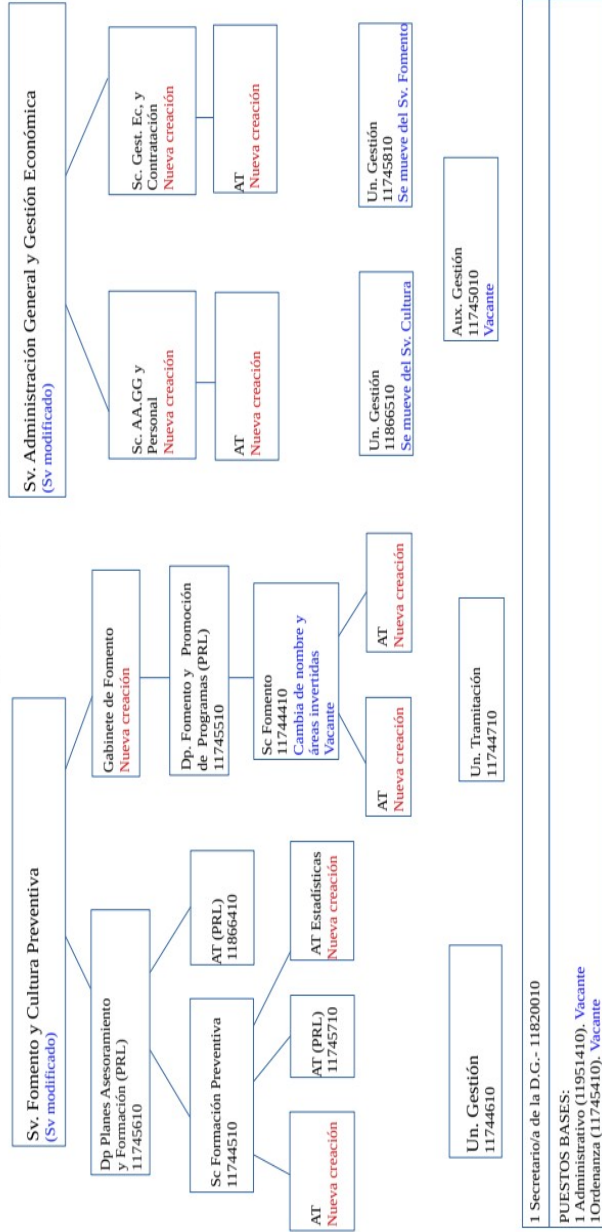 Sv. Fomento y Cultura Preventiva
(Sv modificado)
Dp Planes Asesoramiento
y Formación (PRL)
11745610
AT (PRL)
11866410
Sc Formación Preventiva
11744510
AT
Nueva creación
AT (PRL)
11745710
AT Estadísticas
Nueva creación
Un. Gestión
11744610
Gabinete de Fomento
Nueva creación
Dp. Fomento y Promoción
de Programas (PRL)
11745510
Sc Fomento
11744410
Cambia de nombre y
áreas invertidas
Vacante
AT
Nueva creación
AT
Nueva creación
Un. Tramitación
11744710
Sv. Administración General y Gestión Económica
(Sv modificado)
Sc. AA.GG y
Personal
Nueva creación
AT
Nueva creación
Sc. Gest. Ec, y
Contratación
Nueva creación
AT
Nueva creación
Un. Gestión
11866510
Se mueve del Sv. Cultura
Un. Gestión
11745810
Se mueve del Sv. Fomento
Aux. Gestión
11745010
Vacante
1 Secretario/a de la D.G.- 11820010
PUESTOS BASES:
1 Administrativo (11951410). Vacante
1Ordenanza (11745410). Vacante